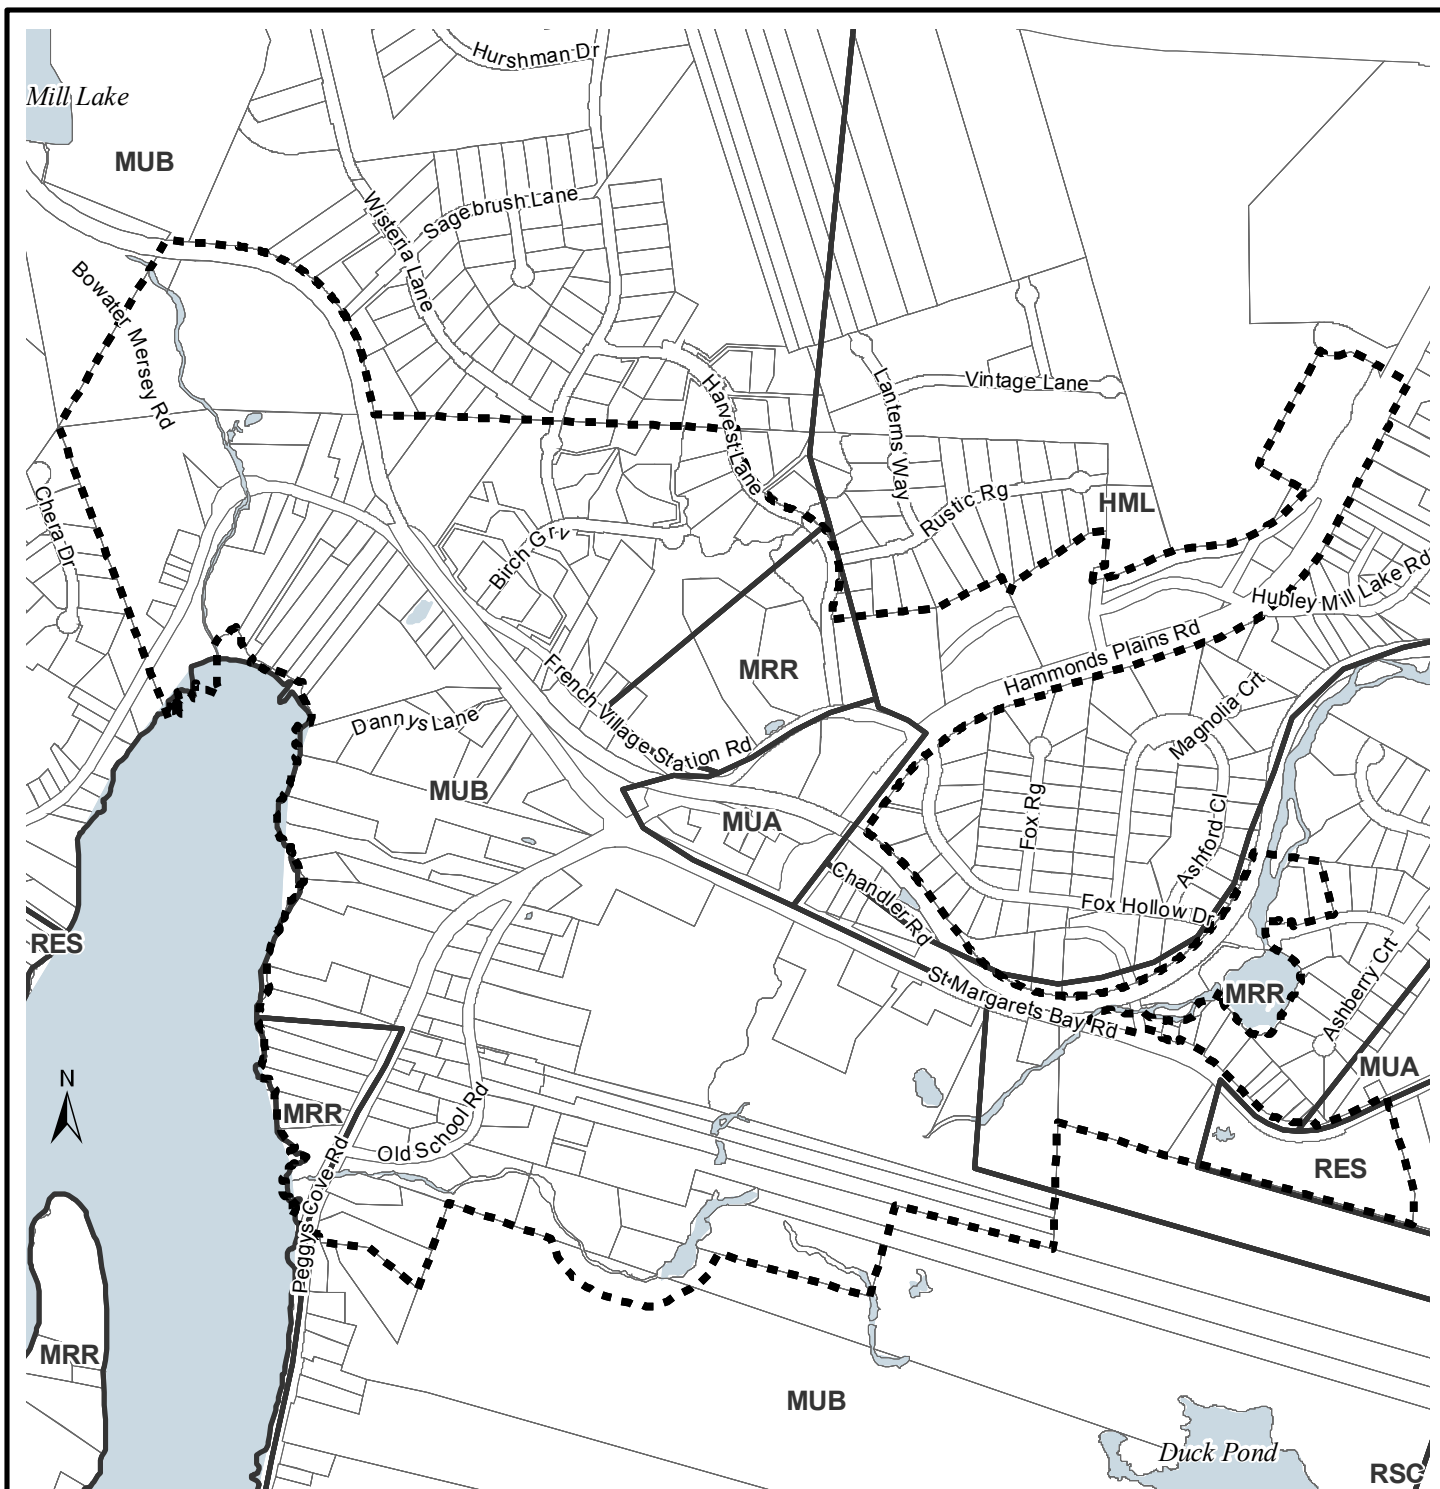 Hurshman Dr
Mill Lake
MUB
Sagebrush Lane
Wisteria Lane
Bowater Mersey Rd
Harvest Lane
Lanterns Way
Vintage Lane
Chera Dr
Rustic Rg
HML
Birch Grv
Hubley Mill Lake Rd
Hammonds Plains Rd
MRR
French Village Station Rd
Magnolia Crt
Dannys Lane
MUB
MUA
Fox Rg
Ashford Cl
Chandler Rd
Fox Hollow Dr
RES
St Margarets Bay Rd
MRR
Ashberry Crt
MUA
N
MRR
Old School Rd
RES
Peggys Cove Rd
MRR
MUB
Duck Pond
RSC